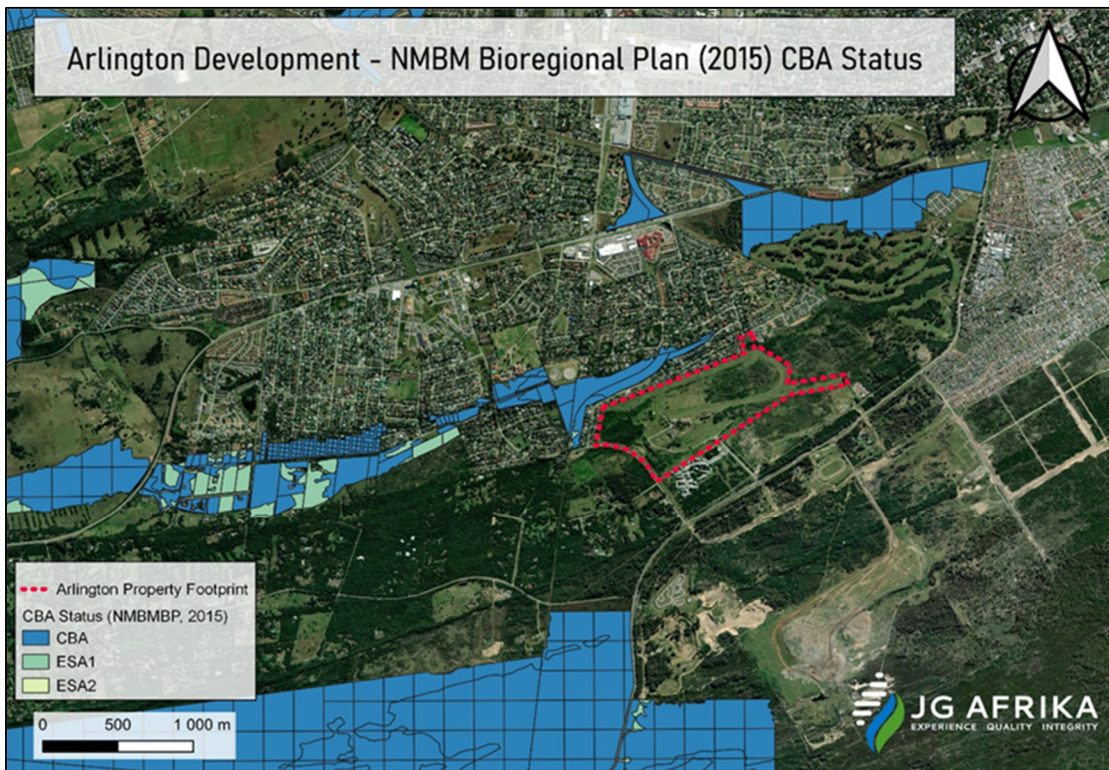 Arlington Development - NMBM Bioregional Plan (2015) CBA Status
Arlington Property Footprint
CBA Status (NMBMBP, 2015)
CBA
ESA1
ESA2
0 500 1 000 m
JG AFRIKA
EXPERIENCE QUALITY INTEGRITY